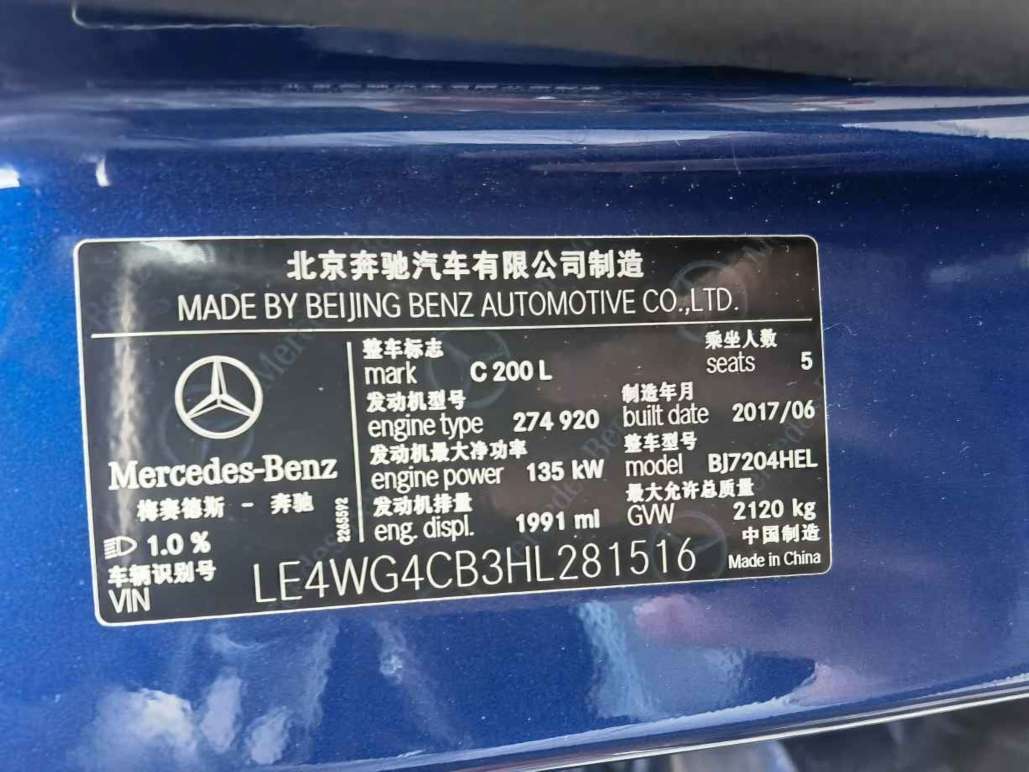 北京奔驰汽车有限公司制造
MADE BY BEIJING BENZ AUTOMOTIVE CO.,LTD.
Mercedes-Benz
梅赛德斯 - 奔驰
1.0 %
2265592
整车标志
mark C 200 L
乘坐人数
seats 5
发动机型号
engine type 274 920
制造年月
built date 2017/06
发动机最大净功率
engine power 135 kW
整车型号
model BJ7204HEL
发动机排量
eng. displ. 1991 ml
最大允许总质量
GVW 2120 kg
中国制造
Made in China
车辆识别号
VIN LE4WG4CB3HL281516